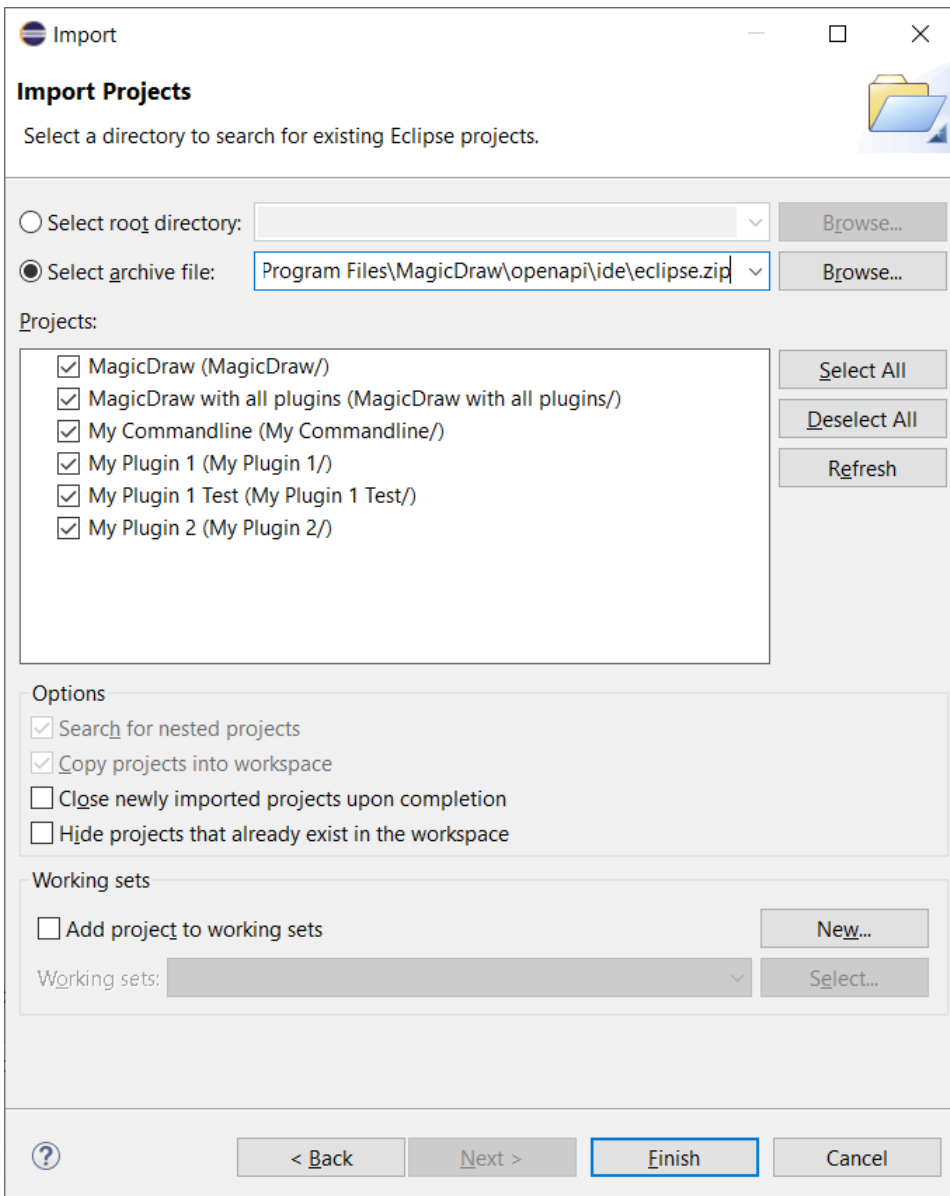 Import
Import Projects
Select a directory to search for existing Eclipse projects.
Select root directory:
Browse...
Select archive file:
Program Files\MagicDraw\openapi\ide\eclipse.zip
Browse...
Projects:
MagicDraw (MagicDraw/)
MagicDraw with all plugins (MagicDraw with all plugins/)
My Commandline (My Commandline/)
My Plugin 1 (My Plugin 1/)
My Plugin 1 Test (My Plugin 1 Test/)
My Plugin 2 (My Plugin 2/)
Select All
Deselect All
Refresh
Options
Search for nested projects
Copy projects into workspace
Close newly imported projects upon completion
Hide projects that already exist in the workspace
Working sets
Add project to working sets
New...
Working sets:
Select...
?
< Back
Next >
Finish
Cancel